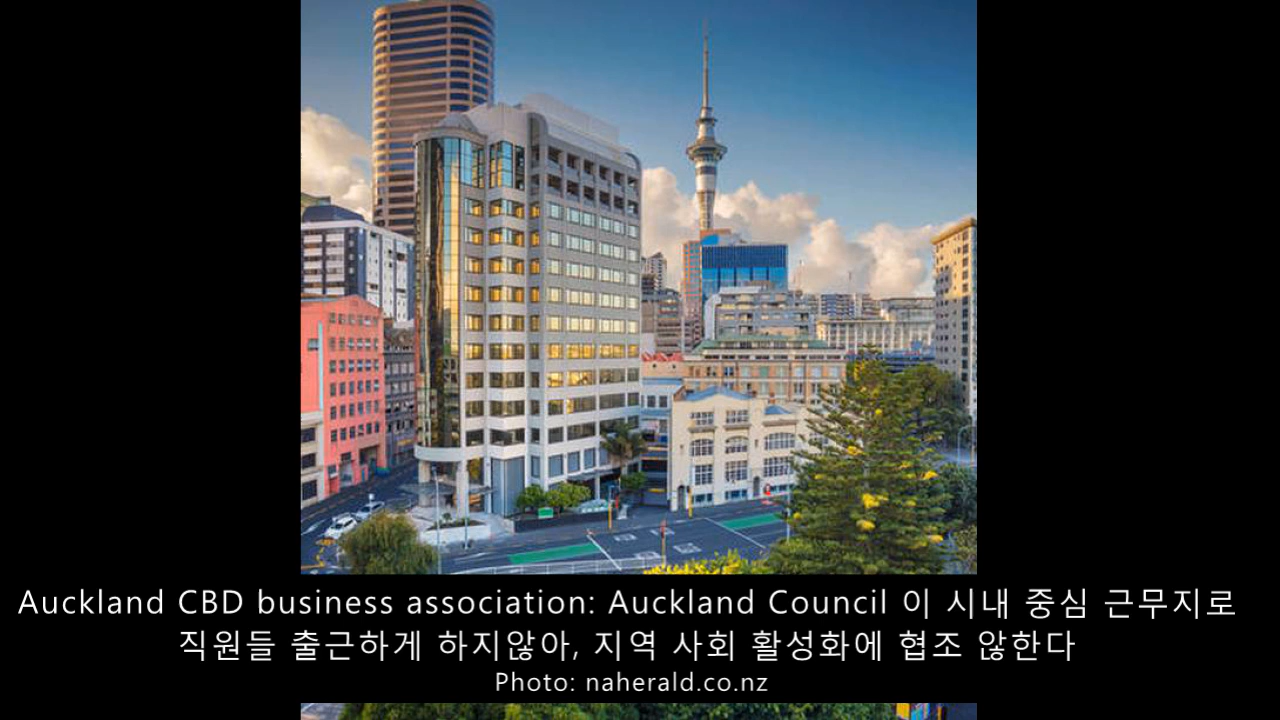 Auckland CBD business association: Auckland Council 이 시내 중심 근무지로
직원들 출근하게 하지않아, 지역 사회 활성화에 협조 않한다
Photo: naherald.co.nz